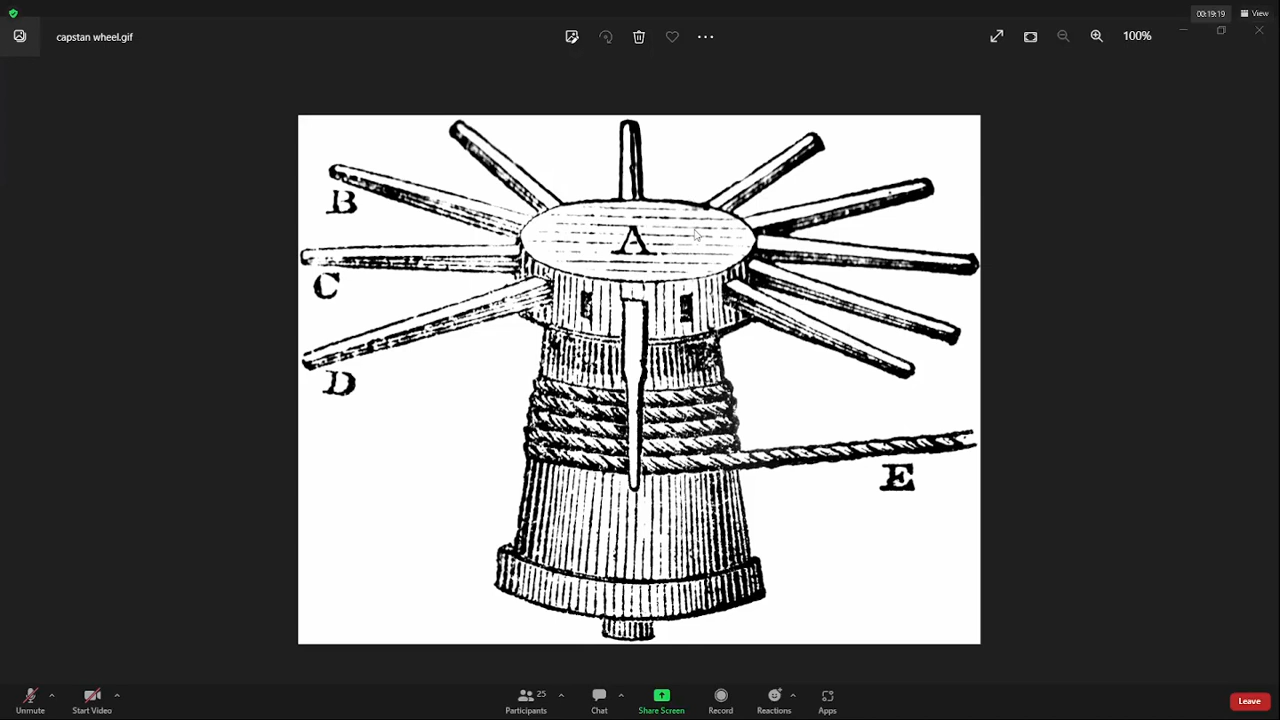 00:19:19 View
capstan wheel.gif 100%
B
A
C
D
E
Unmute Start Video Participants 25 Chat Share Screen Record Reactions Apps Leave